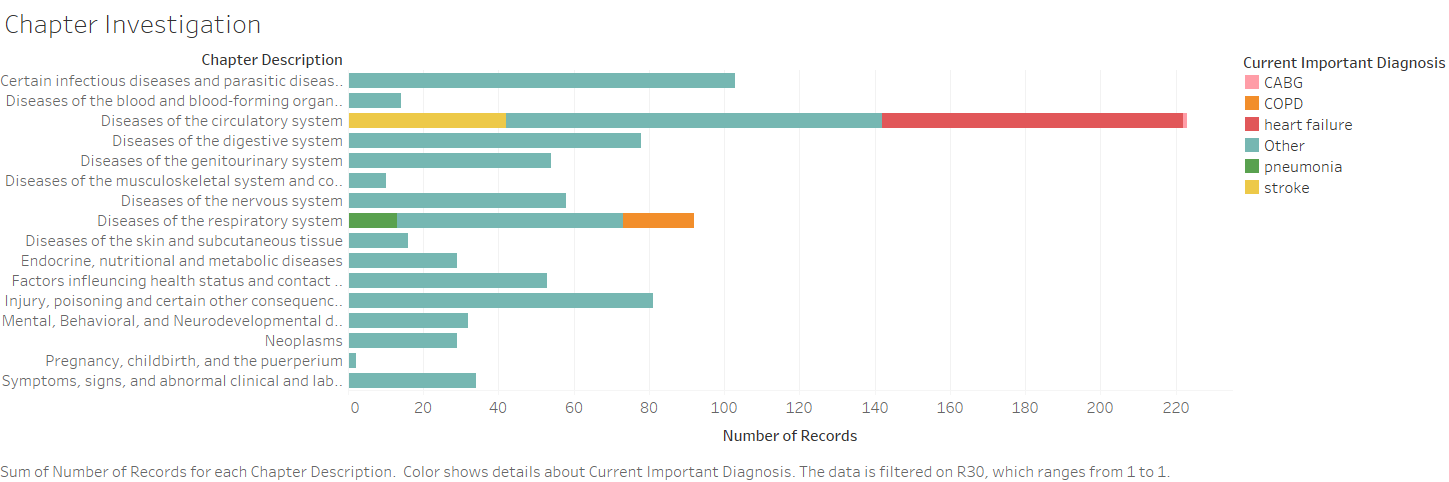 Chapter Investigation
Chapter Description
Certain infectious diseases and parasitic diseas..
Diseases of the blood and blood-forming organ..
Diseases of the circulatory system
Diseases of the digestive system
Diseases of the genitourinary system
Diseases of the musculoskeletal system and co..
Diseases of the nervous system
Diseases of the respiratory system
Diseases of the skin and subcutaneous tissue
Endocrine, nutritional and metabolic diseases
Factors infleuncing health status and contact ..
Injury, poisoning and certain other consequenc..
Mental, Behavioral, and Neurodevelopmental d..
Neoplasms
Pregnancy, childbirth, and the puerperium
Symptoms, signs, and abnormal clinical and lab..
0 20 40 60 80 100 120 140 160 180 200 220
Number of Records
Current Important Diagnosis
CABG
COPD
heart failure
Other
pneumonia
stroke
Sum of Number of Records for each Chapter Description. Color shows details about Current Important Diagnosis. The data is filtered on R30, which ranges from 1 to 1.